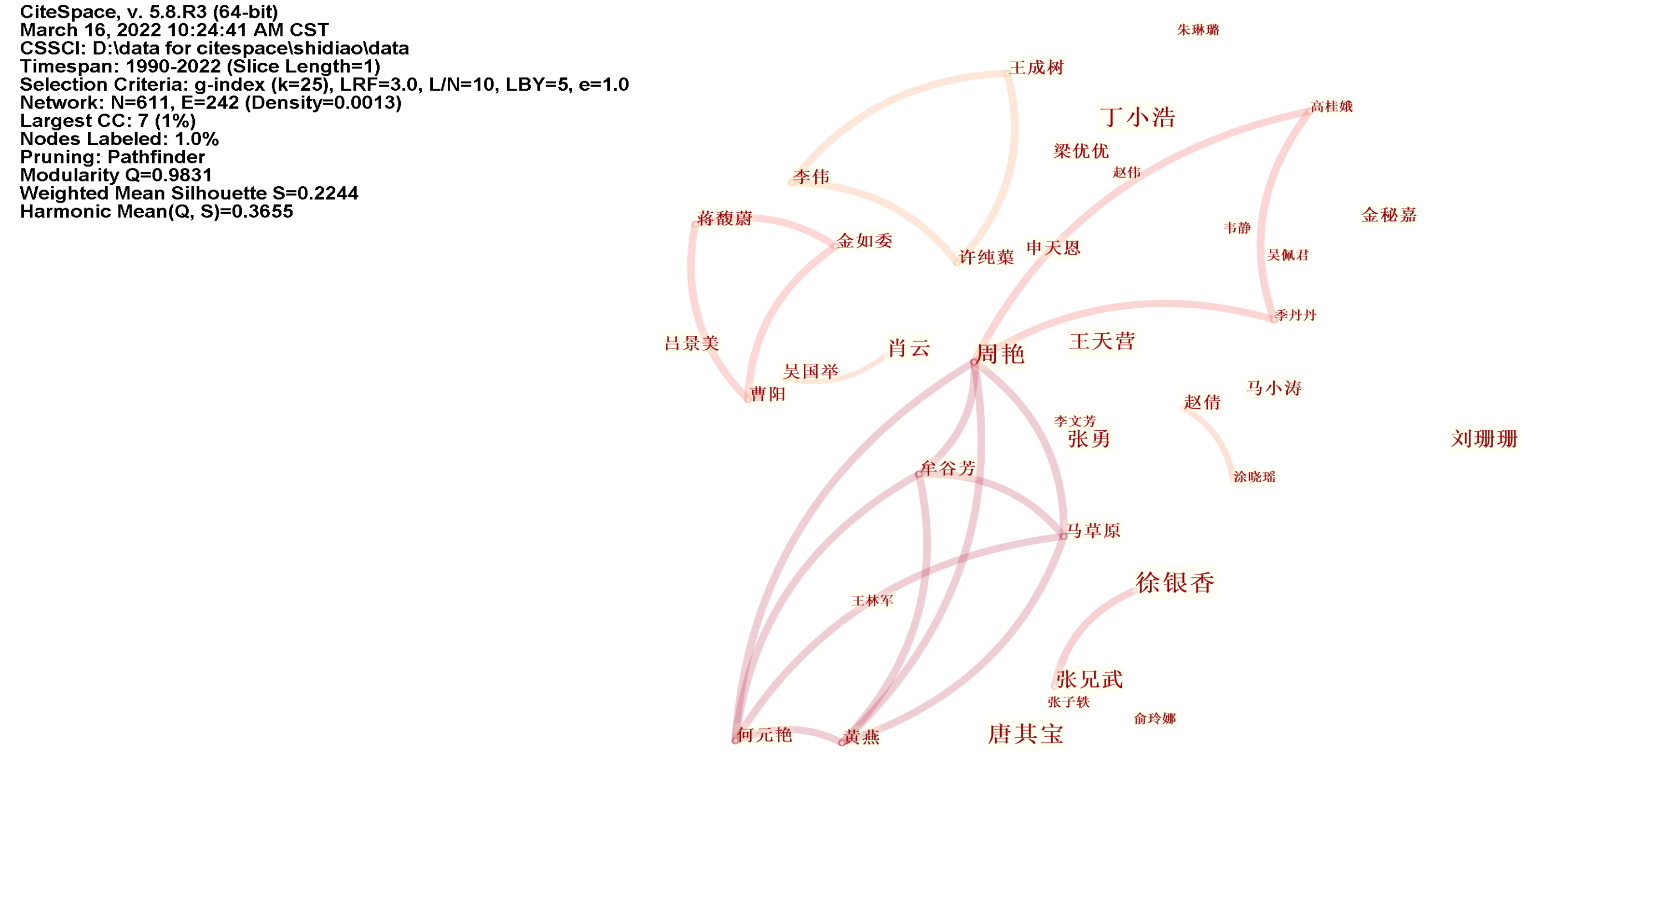 CiteSpace, v. 5.8.R3 (64-bit)
March 16, 2022 10:24:41 AM CST
CSSCI: D:\data for citespace\shidiao\data
Timespan: 1990-2022 (Slice Length=1)
Selection Criteria: g-index (k=25), LRF=3.0, L/N=10, LBY=5, e=1.0
Network: N=611, E=242 (Density=0.0013)
Largest CC: 7 (1%)
Nodes Labeled: 1.0%
Pruning: Pathfinder
Modularity Q=0.9831
Weighted Mean Silhouette S=0.2244
Harmonic Mean(Q, S)=0.3655
朱琳璐
王成树
高桂娥
丁小浩
梁优优
赵伟
李伟
金秘嘉
蒋馥蔚
韦静
金如委
申天恩
吴佩君
许纯蕖
季丹丹
王天营
吕景美
肖云
周艳
吴国举
马小涛
曹阳
赵倩
李文芳
张勇
刘珊珊
牟谷芳
涂晓瑶
马草原
徐银香
王林军
张兄武
张子轶
俞玲娜
唐其宝
何元艳
黄燕